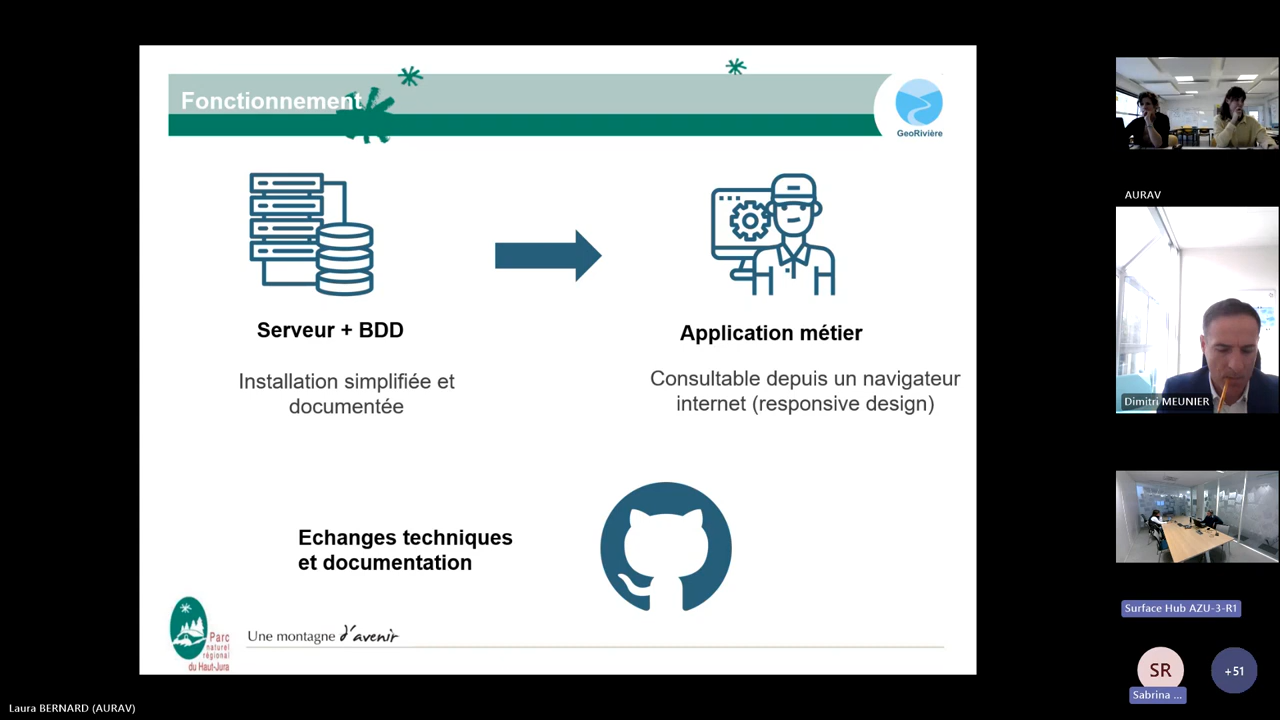 Fonctionnement
GeoRivière
Serveur + BDD
Installation simplifiée et
documentée
Application métier
Consultable depuis un navigateur
internet (responsive design)
Echanges techniques
et documentation
Parc
naturel
régional
du Haut-Jura
Une montagne d'avenir
AURAV
Dimitri MEUNIER
Surface Hub AZU-3-R1
SR
Sabrina ...
+51
Laura BERNARD (AURAV)